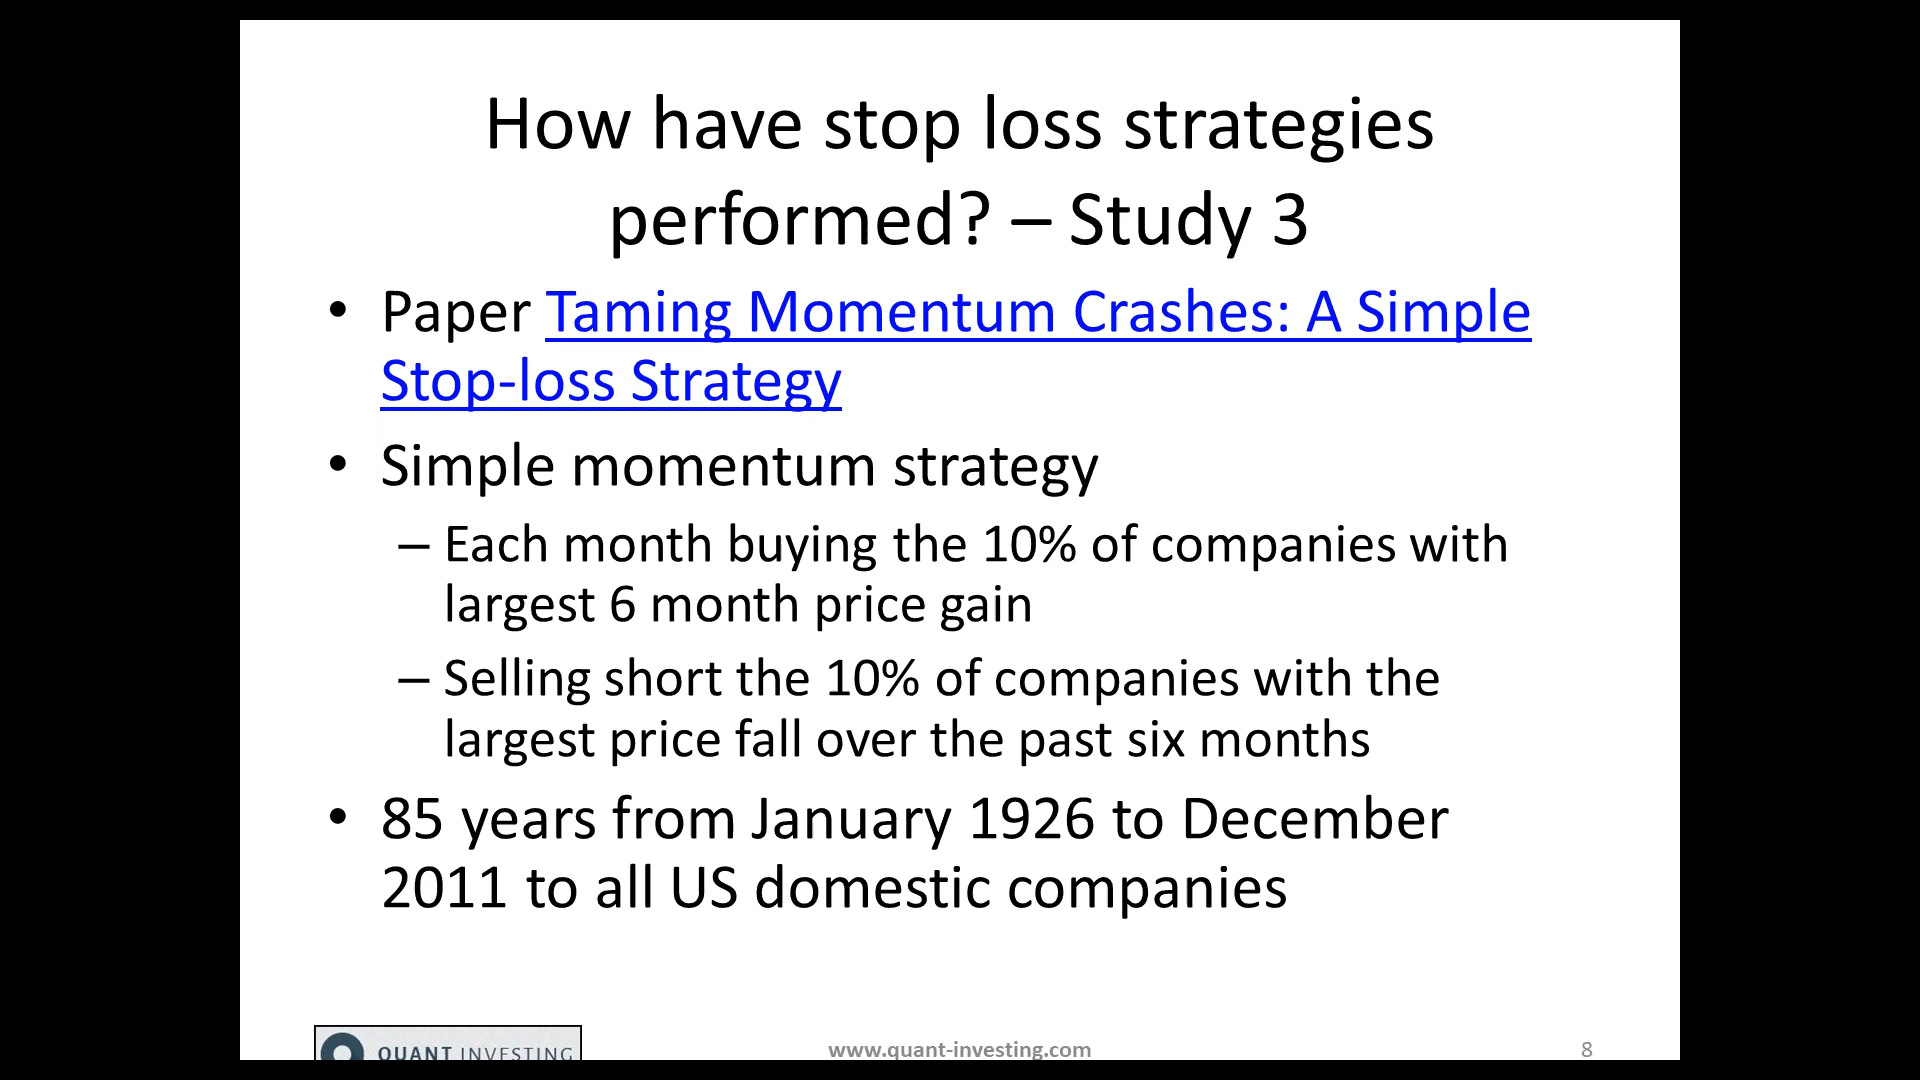 How have stop loss strategies
performed? – Study 3
• Paper Taming Momentum Crashes: A Simple
Stop-loss Strategy
• Simple momentum strategy
– Each month buying the 10% of companies with
largest 6 month price gain
– Selling short the 10% of companies with the
largest price fall over the past six months
• 85 years from January 1926 to December
2011 to all US domestic companies
QUANT INVESTING
www.quant-investing.com
8